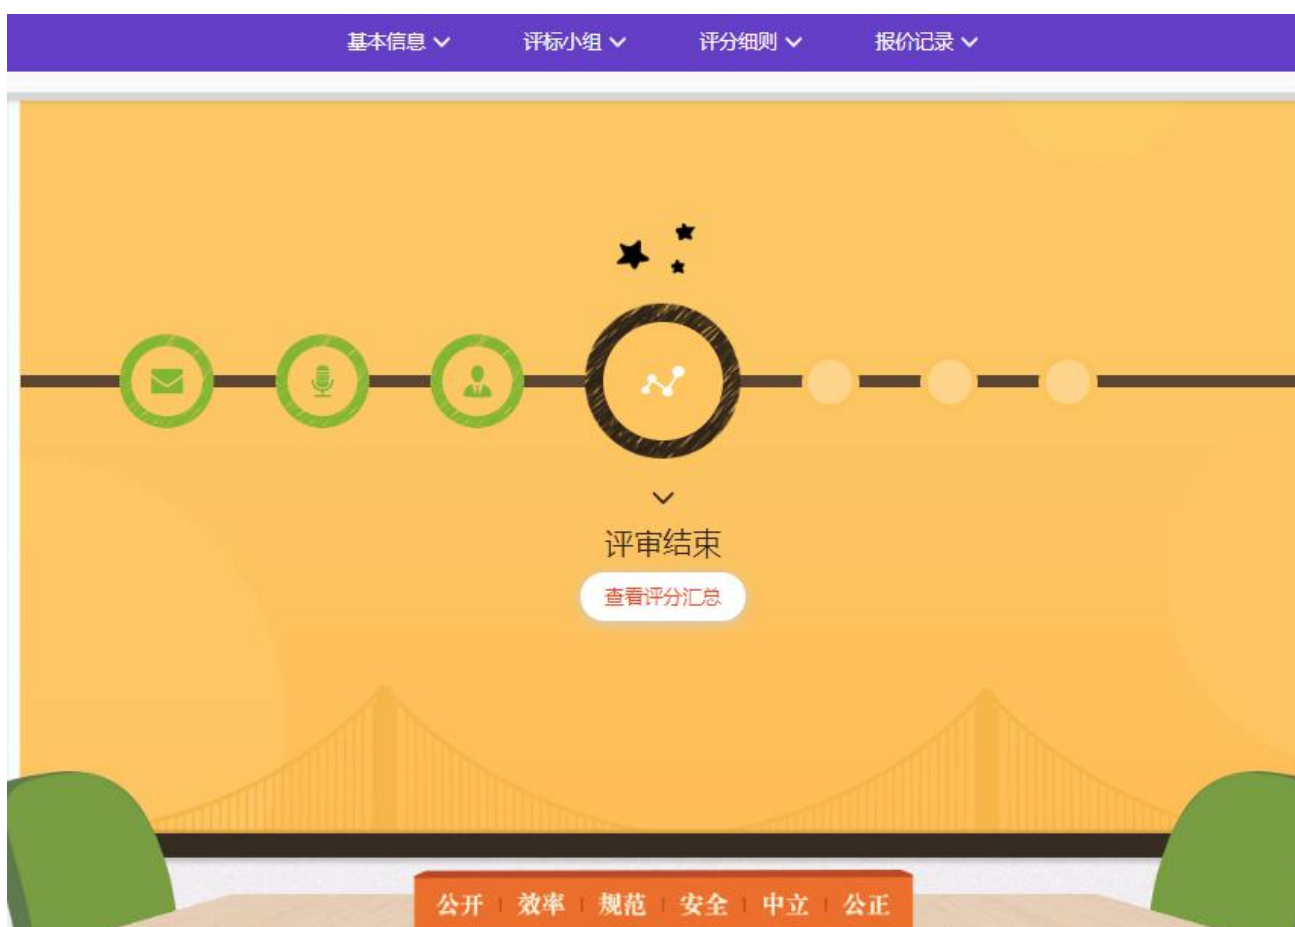 基本信息 评标小组 评分细则 报价记录
评审结束
查看评分汇总
公开 效率 规范 安全 中立 公正